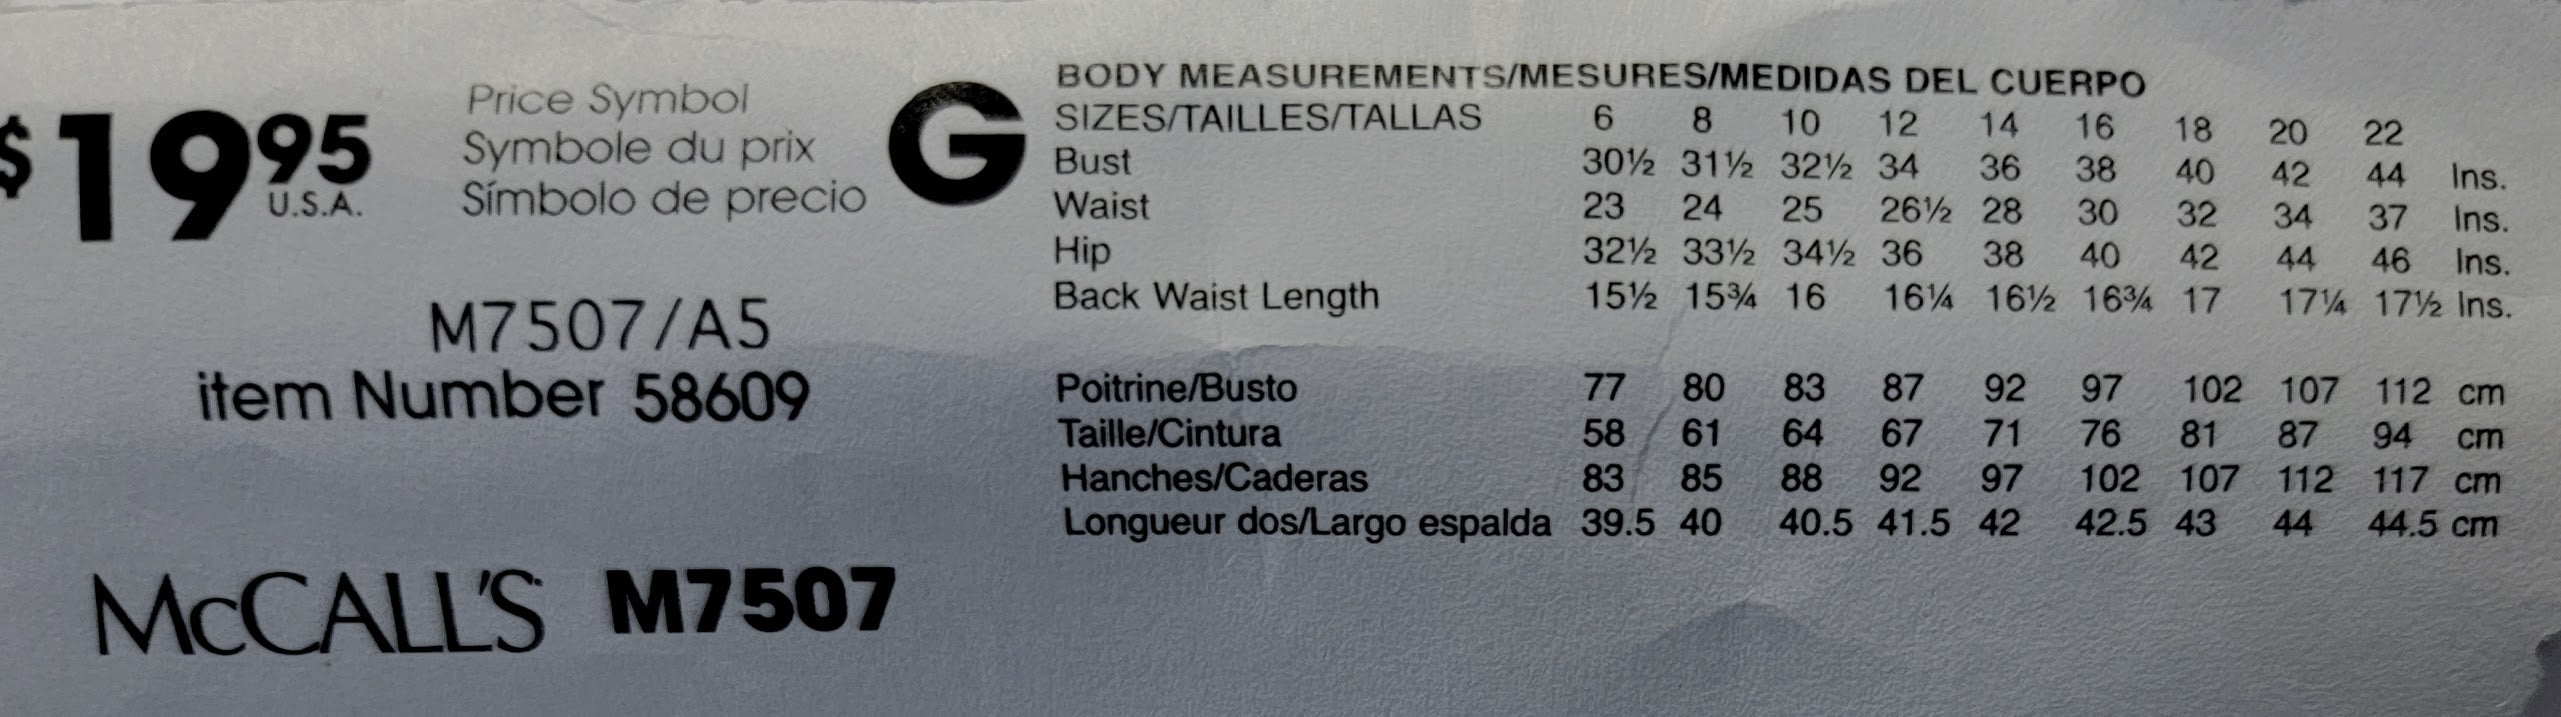 $19 95
U.S.A.
Price Symbol
Symbole du prix
Símbolo de precio
G
M7507/A5
item Number 58609
McCALL'S M7507
BODY MEASUREMENTS/MESURES/MEDIDAS DEL CUERPO
SIZES/TAILLES/TALLAS 6 8 10 12 14 16 18 20 22
Bust 30½ 31½ 32½ 34 36 38 40 42 44 Ins.
Waist 23 24 25 26½ 28 30 32 34 37 Ins.
Hip 32½ 33½ 34½ 36 38 40 42 44 46 Ins.
Back Waist Length 15½ 15¾ 16 16¼ 16½ 16¾ 17 17¼ 17½ Ins.
Poitrine/Busto 77 80 83 87 92 97 102 107 112 cm
Taille/Cintura 58 61 64 67 71 76 81 87 94 cm
Hanches/Caderas 83 85 88 92 97 102 107 112 117 cm
Longueur dos/Largo espalda 39.5 40 40.5 41.5 42 42.5 43 44 44.5 cm